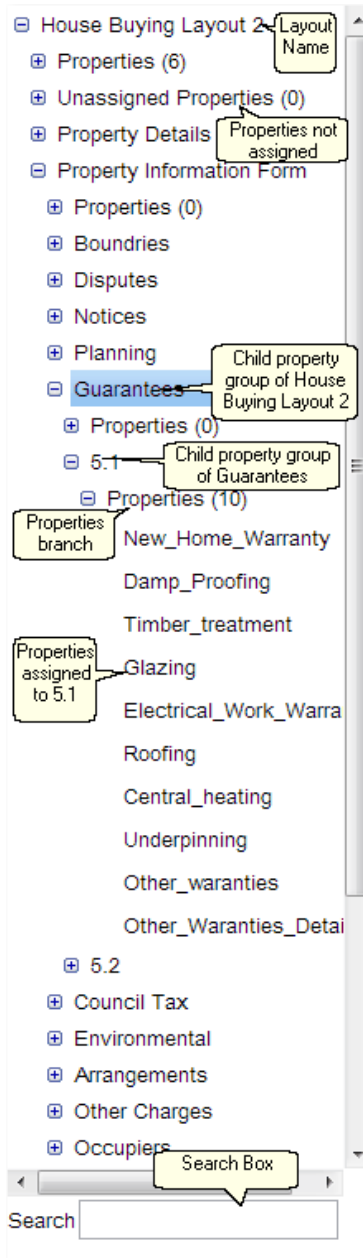 House Buying Layout 2
Layout
Name
Properties (6)
Unassigned Properties (0)
Property Details
Properties not
assigned
Property Information Form
Properties (0)
Boundries
Disputes
Notices
Planning
Child property
group of House
Buying Layout 2
Guarantees
Properties (0)
5.1
Child property group
of Guarantees
Properties (10)
Properties
branch
New_Home_Warranty
Damp_Proofing
Timber_treatment
Properties
assigned
to 5.1
Glazing
Electrical_Work_Warra
Roofing
Central_heating
Underpinning
Other_waranties
Other_Waranties_Detai
5.2
Council Tax
Environmental
Arrangements
Other Charges
Occupiers
Search Box
Search